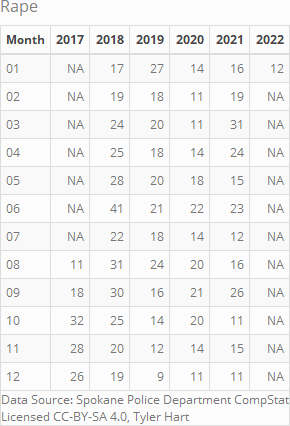 Rape
Month 2017 2018 2019 2020 2021 2022
01 NA 17 27 14 16 12
02 NA 19 18 11 19 NA
03 NA 24 20 11 31 NA
04 NA 25 18 14 24 NA
05 NA 28 20 18 15 NA
06 NA 41 21 22 23 NA
07 NA 22 18 14 12 NA
08 11 31 24 20 16 NA
09 18 30 16 21 26 NA
10 32 25 14 20 11 NA
11 28 20 12 14 15 NA
12 26 19 9 11 11 NA
Data Source: Spokane Police Department CompStat
Licensed CC-BY-SA 4.0, Tyler Hart